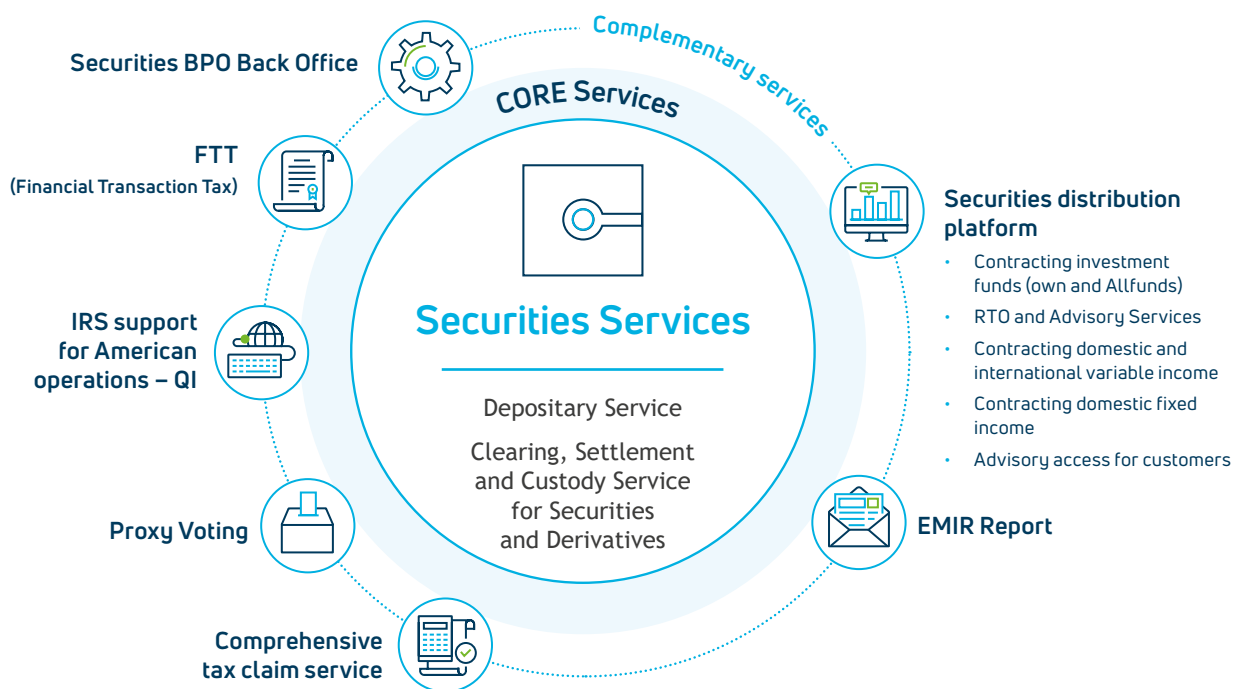 Complementary services
CORE Services
Securities BPO Back Office
FTT
(Financial Transaction Tax)
IRS support
for American
operations – QI
Proxy Voting
Comprehensive
tax claim service
Securities Services
Depositary Service
Clearing, Settlement
and Custody Service
for Securities
and Derivatives
Securities distribution
platform
• Contracting investment
funds (own and Allfunds)
• RTO and Advisory Services
• Contracting domestic and
international variable income
• Contracting domestic fixed
income
• Advisory access for customers
EMIR Report